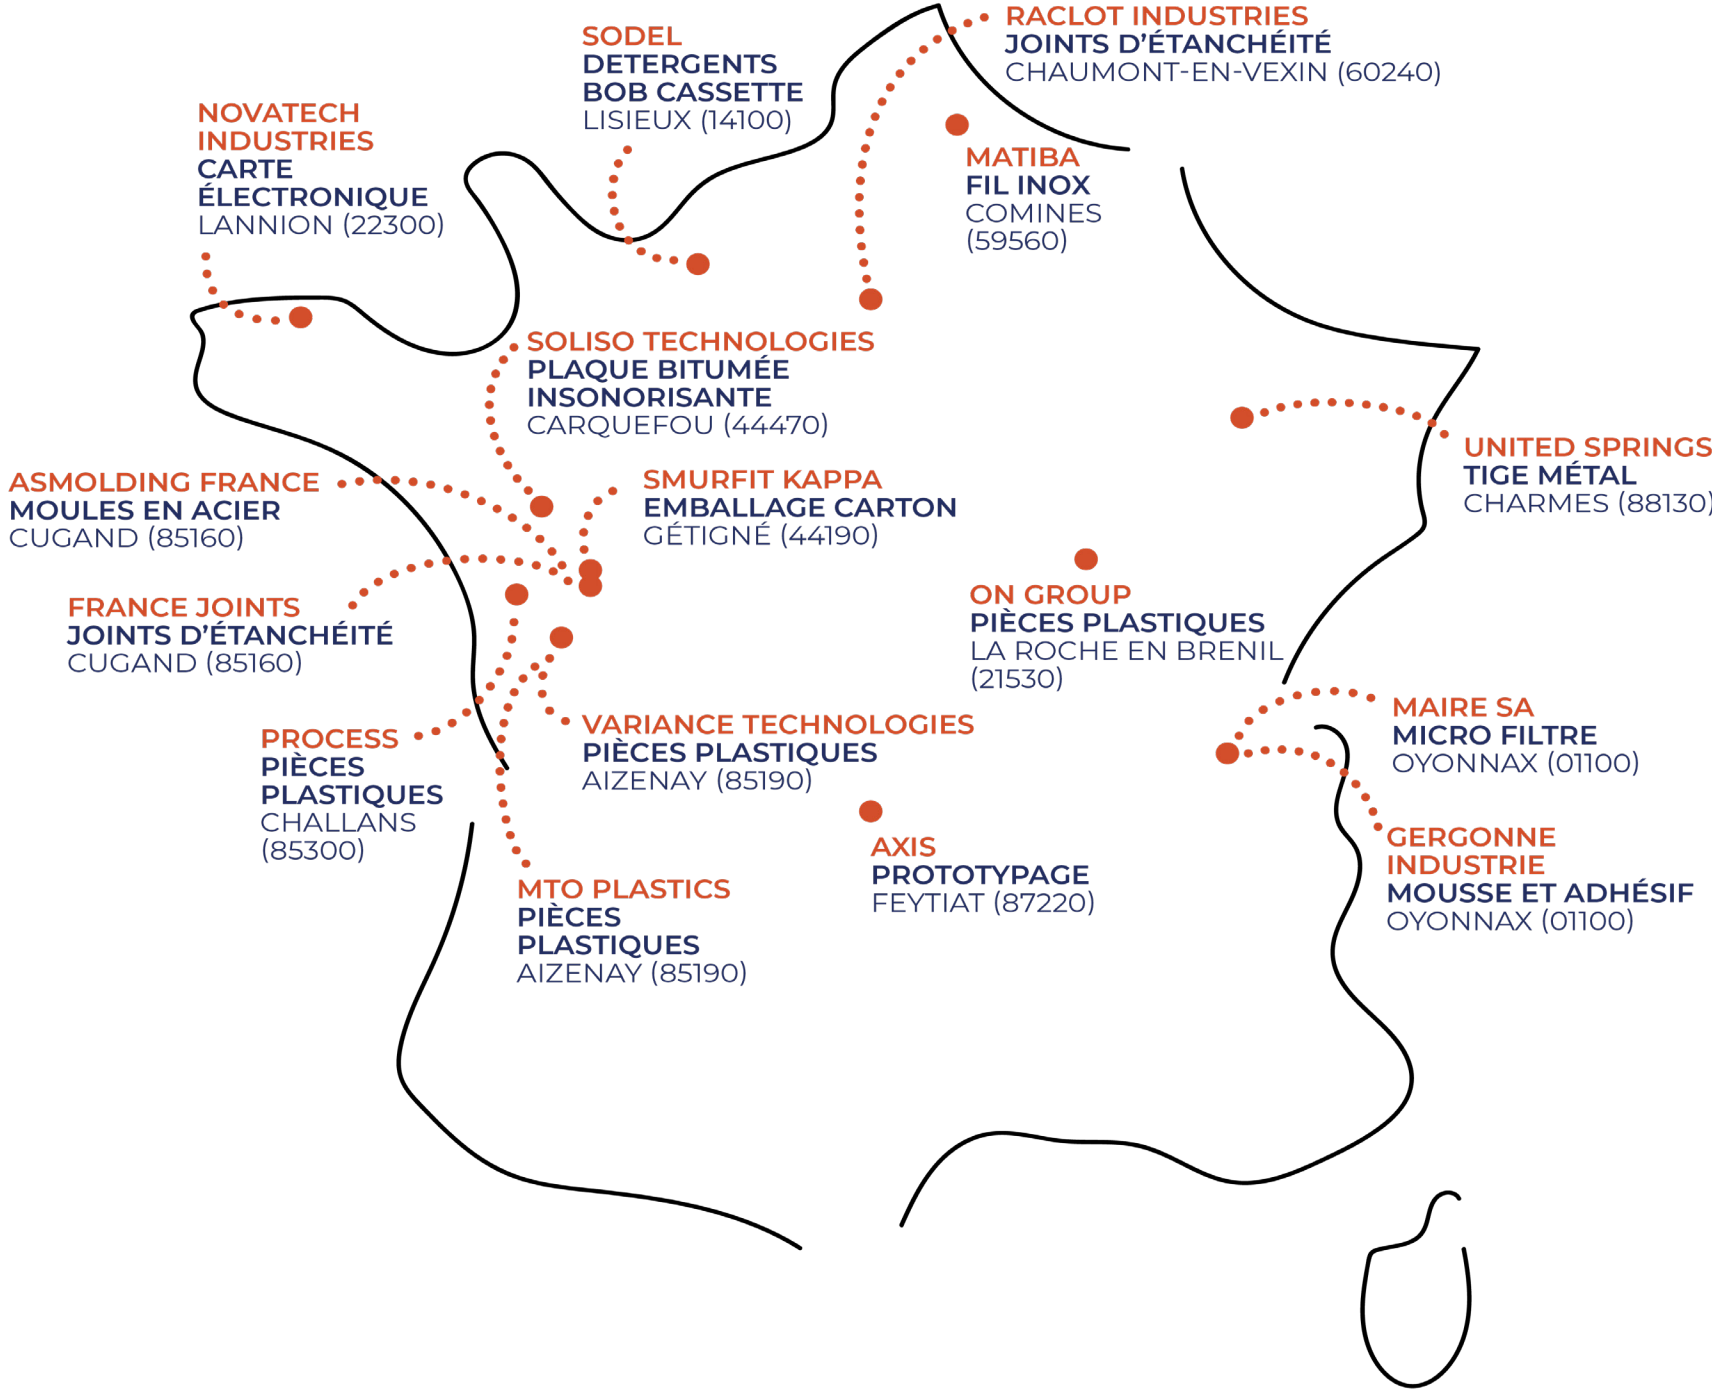 RACLOT INDUSTRIES
JOINTS D’ÉTANCHÉITÉ
CHAUMONT-EN-VEXIN (60240)
SODEL
DETERGENTS
BOB CASSETTE
LISIEUX (14100)
NOVATECH
INDUSTRIES
CARTE
ÉLECTRONIQUE
LANNION (22300)
MATIBA
FIL INOX
COMINES
(59560)
SOLISO TECHNOLOGIES
PLAQUE BITUMÉE
INSONORISANTE
CARQUEFOU (44470)
UNITED SPRINGS
TIGE MÉTAL
CHARMES (88130)
ASMOLDING FRANCE
MOULES EN ACIER
CUGAND (85160)
SMURFIT KAPPA
EMBALLAGE CARTON
GÉTIGNÉ (44190)
FRANCE JOINTS
JOINTS D’ÉTANCHÉITÉ
CUGAND (85160)
ON GROUP
PIÈCES PLASTIQUES
LA ROCHE EN BRENIL
(21530)
MAIRE SA
MICRO FILTRE
OYONNAX (01100)
PROCESS
PIÈCES
PLASTIQUES
CHALLANS
(85300)
VARIANCE TECHNOLOGIES
PIÈCES PLASTIQUES
AIZENAY (85190)
GERGONNE
INDUSTRIE
MOUSSE ET ADHÉSIF
OYONNAX (01100)
AXIS
PROTOTYPAGE
FEYTIAT (87220)
MTO PLASTICS
PIÈCES
PLASTIQUES
AIZENAY (85190)